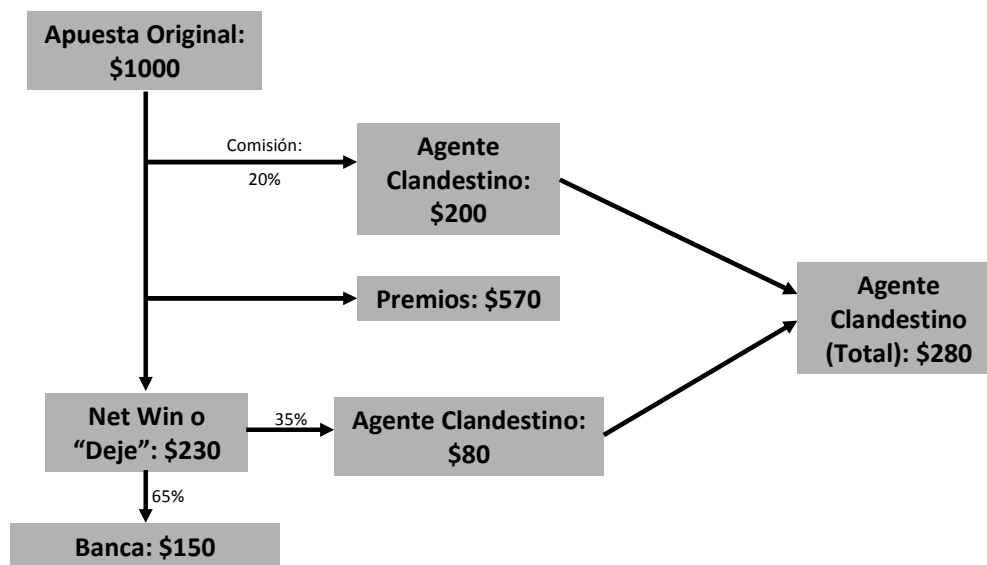 Apuesta Original:
$1000
Comisión:
20%
Agente
Clandestino:
$200
Premios: $570
Agente
Clandestino
(Total): $280
Net Win o
“Deje”: $230
35%
Agente Clandestino:
$80
65%
Banca: $150